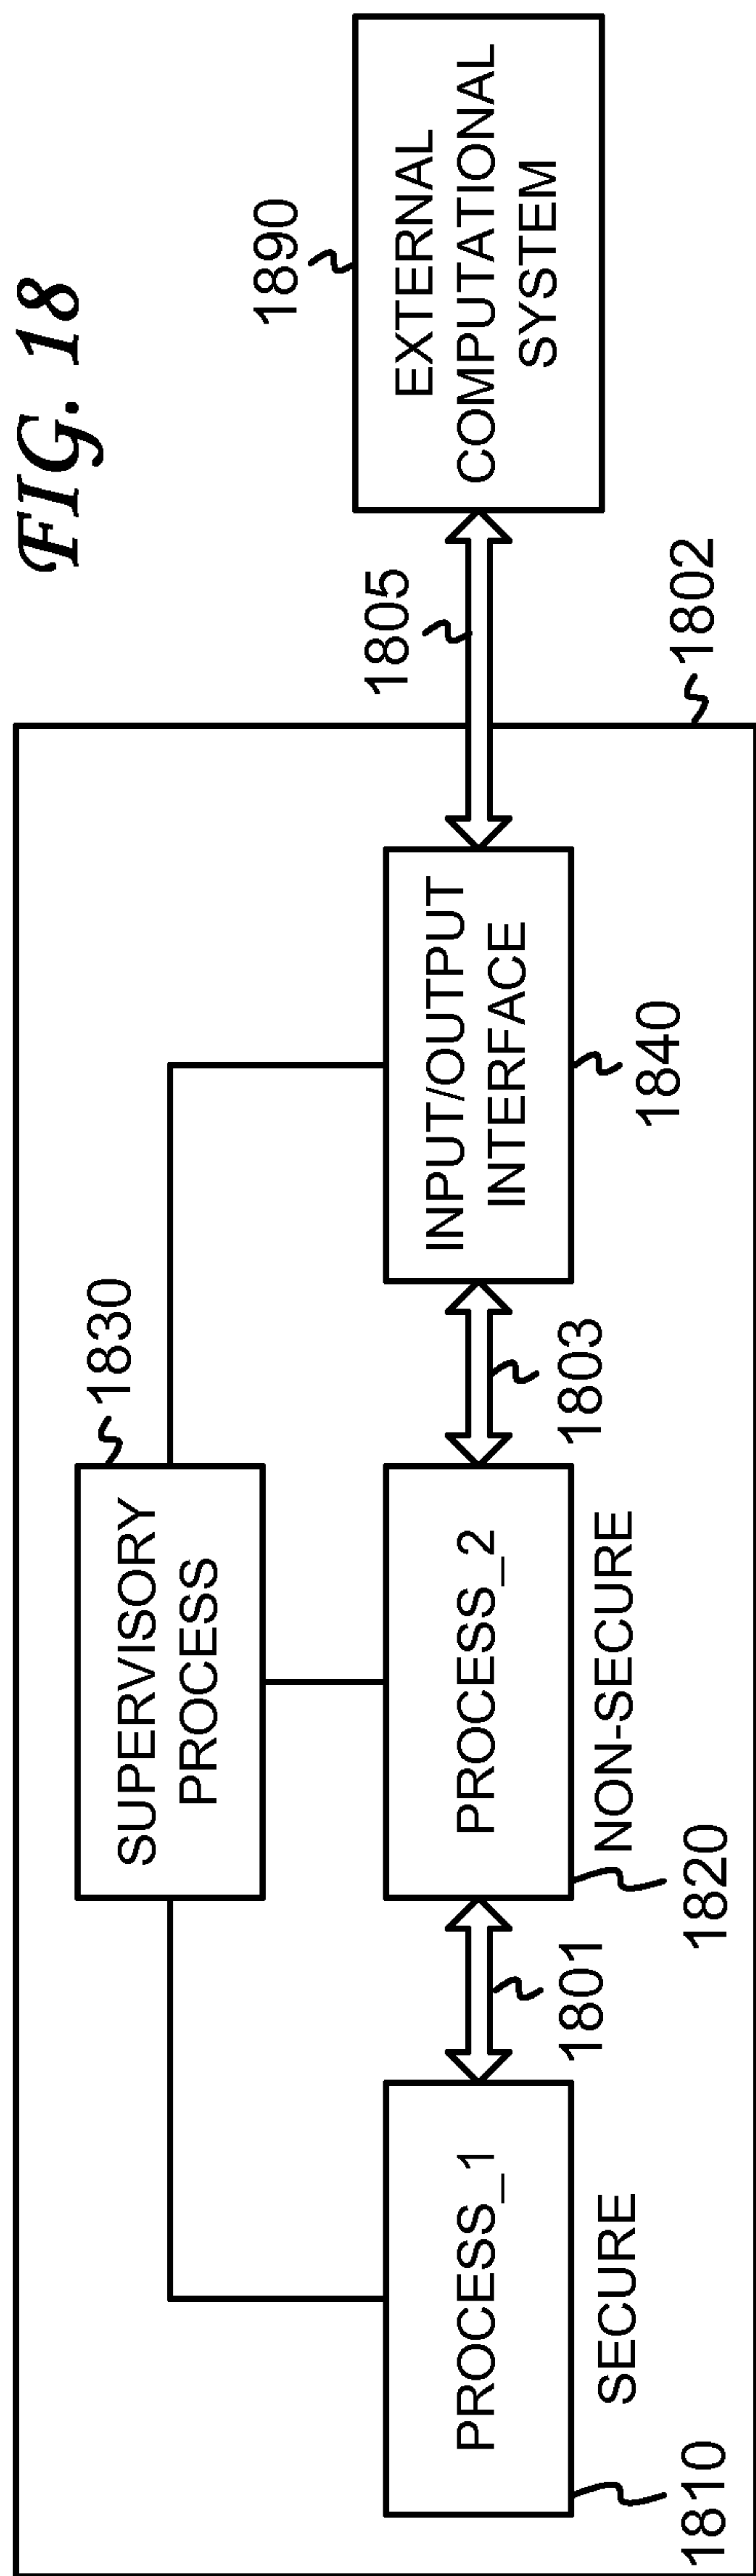 FIG. 18
SUPERVISORY
PROCESS
1830
1890
PROCESS_1
SECURE
1810
1801
PROCESS_2
NON-SECURE
1820
1803
INPUT/OUTPUT
INTERFACE
1840
1805
EXTERNAL
COMPUTATIONAL
SYSTEM
1802